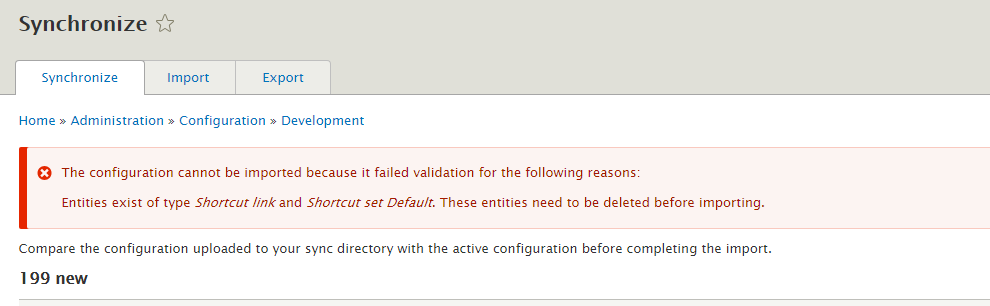 Synchronize
Synchronize Import Export
Home » Administration » Configuration » Development
The configuration cannot be imported because it failed validation for the following reasons:
Entities exist of type Shortcut link and Shortcut set Default. These entities need to be deleted before importing.
Compare the configuration uploaded to your sync directory with the active configuration before completing the import.
199 new